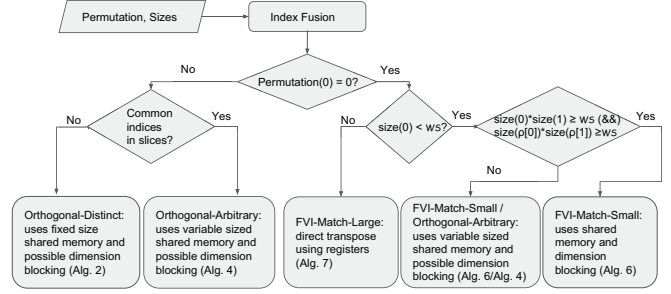 Permutation, Sizes
Index Fusion
Permutation(0) = 0?
No
Yes
Common
indices
in slices?
No
Yes
size(0) < ws?
No
Yes
size(0)*size(1) ≥ ws (&&)
size(ρ[0])*size(ρ[1]) ≥ws
Yes
No
Orthogonal-Distinct:
uses fixed size
shared memory and
possible dimension
blocking (Alg. 2)
Orthogonal-Arbitrary:
uses variable sized
shared memory and
possible dimension
blocking (Alg. 4)
FVI-Match-Large:
direct transpose
using registers
(Alg. 7)
FVI-Match-Small /
Orthogonal-Arbitrary:
uses variable sized
shared memory and
possible dimension
blocking (Alg. 6/Alg. 4)
FVI-Match-Small:
uses shared
memory and
dimension
blocking (Alg. 6)